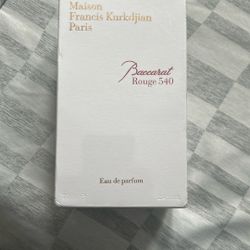 Maison
Francis Kurkdjian
Paris
Baccarat
Rouge 540
Eau de parfum